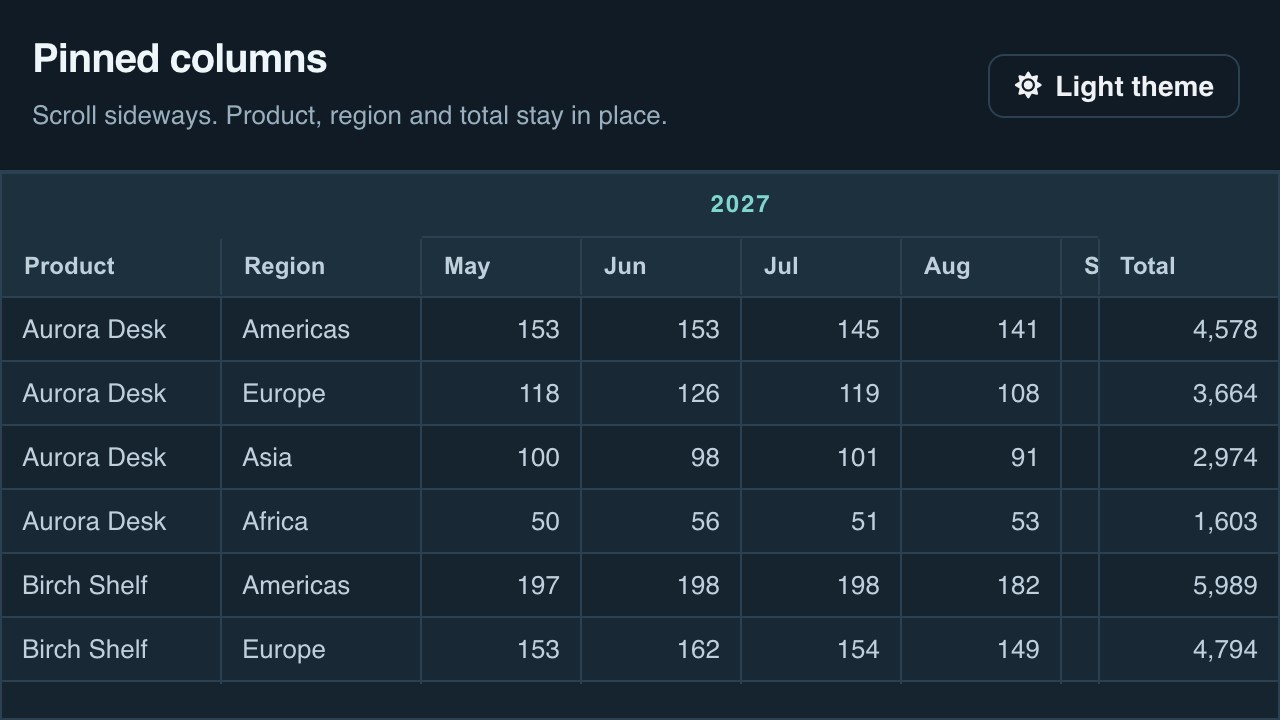 Pinned columns
Scroll sideways. Product, region and total stay in place.
Light theme
2027
Product Region May Jun Jul Aug S Total
Aurora Desk Americas 153 153 145 141 4,578
Aurora Desk Europe 118 126 119 108 3,664
Aurora Desk Asia 100 98 101 91 2,974
Aurora Desk Africa 50 56 51 53 1,603
Birch Shelf Americas 197 198 198 182 5,989
Birch Shelf Europe 153 162 154 149 4,794